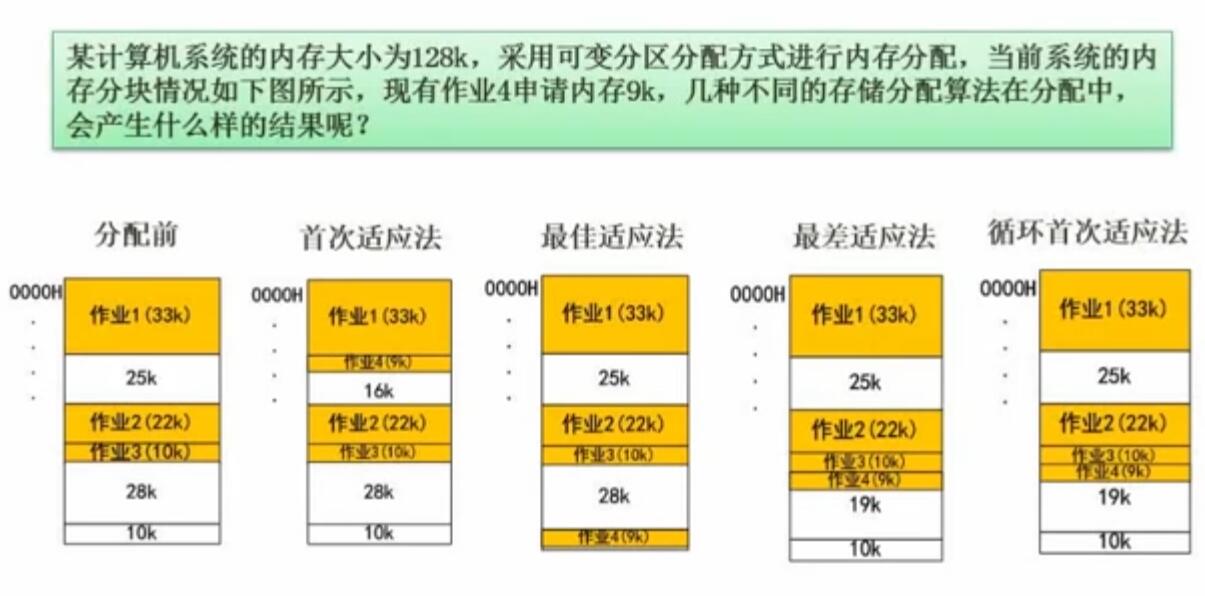 某计算机系统的内存大小为128k，采用可变分区分配方式进行内存分配，当前系统的内
存分块情况如下图所示，现有作业4申请内存9k，几种不同的存储分配算法在分配中，
会产生什么样的结果呢？
分配前
0000H
作业1(33k)
25k
作业2(22k)
作业3(10k)
28k
10k
首次适应法
0000H
作业1(33k)
作业4(9k)
16k
作业2(22k)
作业3(10k)
28k
10k
最佳适应法
0000H
作业1(33k)
25k
作业2(22k)
作业3(10k)
28k
作业4(9k)
最差适应法
0000H
作业1(33k)
25k
作业2(22k)
作业3(10k)
作业4(9k)
19k
10k
循环首次适应法
0000H
作业1(33k)
25k
作业2(22k)
作业3(10k)
作业4(9k)
19k
10k